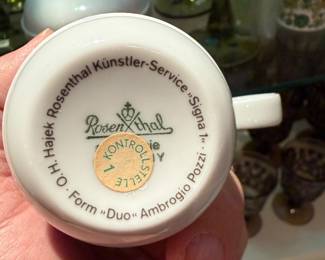 O.H. Hajek Rosenthal Künstler-Service „Signa 1“ · Form „Duo“ Ambrogio Pozzi ·
Rosenthal
KONTROLLSTELLE
1